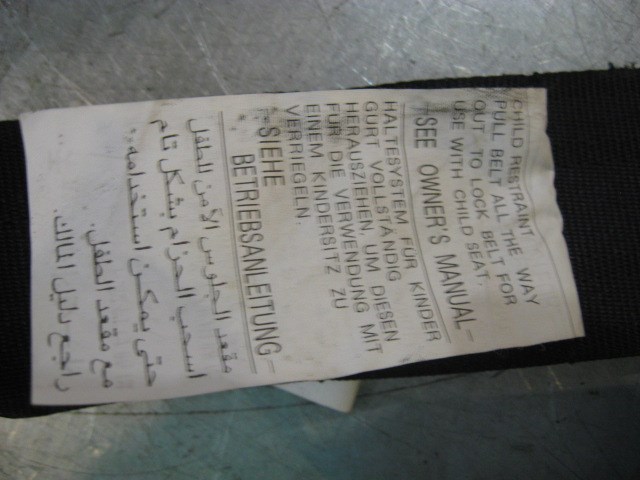 CHILD RESTRAINT
PULL BELT ALL THE WAY
OUT TO LOCK BELT FOR
USE WITH CHILD SEAT.
-SEE OWNER'S MANUAL-
HALTESYSTEM FÜR KINDER
GURT VOLLSTÄNDIG
HERAUSZIEHEN, UM DIESEN
FÜR DIE VERWENDUNG MIT
EINEM KINDERSITZ ZU
VERRIEGELN.
-SIEHE
BETRIEBSANLEITUNG-
مقعد الجلوس الآمن للطفل
اسحب الحزام بشكل تام
حتى يمكن استخدامه
مع مقعد الطفل.
راجع دليل المالك.